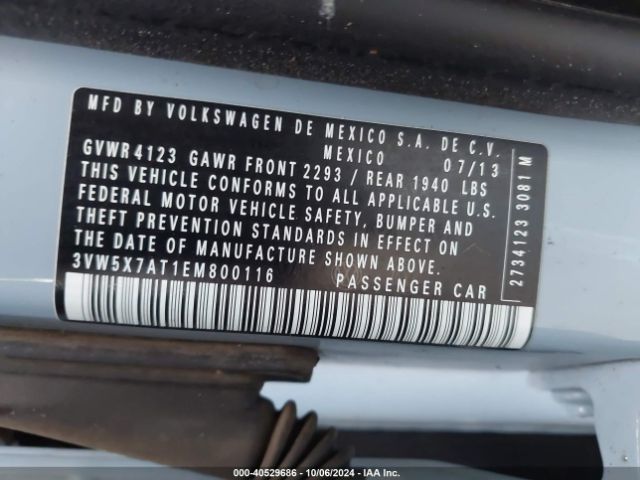 MFD BY VOLKSWAGEN DE MEXICO S.A. DE C.V.
MEXICO 07/13
GVWR 4123 GAWR FRONT 2293 / REAR 1940 LBS
THIS VEHICLE CONFORMS TO ALL APPLICABLE U.S.
FEDERAL MOTOR VEHICLE SAFETY, BUMPER AND
THEFT PREVENTION STANDARDS IN EFFECT ON
THE DATE OF MANUFACTURE SHOWN ABOVE.
3VW5X7AT1EM800116 PASSENGER CAR
2734123 3081 M
000-40529686 - 10/06/2024 - IAA Inc.